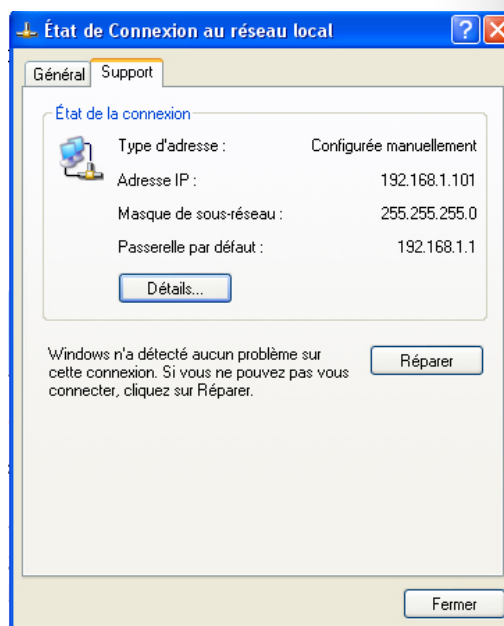 État de Connexion au réseau local
Général Support
État de la connexion
Type d'adresse : Configurée manuellement
Adresse IP : 192.168.1.101
Masque de sous-réseau : 255.255.255.0
Passerelle par défaut : 192.168.1.1
Détails...
Windows n'a détecté aucun problème sur
cette connexion. Si vous ne pouvez pas vous
connecter, cliquez sur Réparer.
Réparer
Fermer